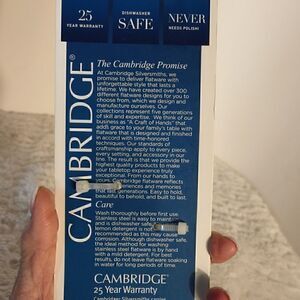 25
YEAR WARRANTY
DISHWASHER
SAFE
NEVER
NEEDS POLISH!
CAMBRIDGE®
The Cambridge Promise
At Cambridge Silversmiths, we
promise to deliver flatware with
unforgettable style that lasts a
lifetime. We have created over 300
different flatware designs for you to
choose from, which we design and
manufacture ourselves. Our
collections represent five generations
of skill and expertise. We think of our
business as "A Craft of Hands" that
adds grace to your family's table with
flatware that is designed and finished
in accord with time-honored
techniques. Our standards of
craftsmanship apply to every piece,
every setting, and accessory in our
line. The result is that we provide the
highest quality products to make
your tabletop experience truly
exceptional. From our hands to
yours, Cambridge flatware reflects
experiences and memories
that last generations. Easy to hold,
beautiful to behold, and built to last.
Care
Wash thoroughly before first use.
Stainless steel is easy to maintain
and is dishwasher safe.
lemon detergent is not
recommended as this may cause
corrosion. Although dishwasher safe,
the ideal method for washing
stainless steel flatware is by hand
with a mild detergent. For best
results, do not leave flatware soaking
in water for long periods of time.
CAMBRIDGE
25 Year Warranty
Cambridge Silversmiths